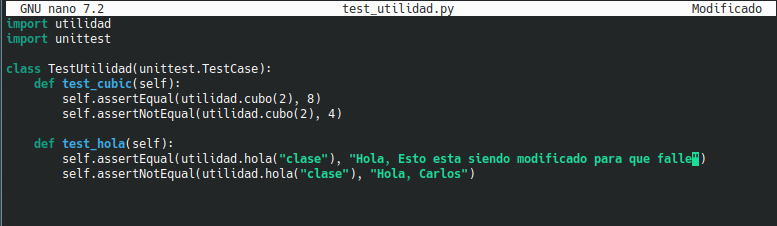 GNU nano 7.2 test_utilidad.py Modificado
import utilidad
import unittest
class TestUtilidad(unittest.TestCase):
    def test_cubic(self):
        self.assertEqual(utilidad.cubo(2), 8)
        self.assertNotEqual(utilidad.cubo(2), 4)
    def test_hola(self):
        self.assertEqual(utilidad.hola("clase"), "Hola, Esto esta siendo modificado para que falle")
        self.assertNotEqual(utilidad.hola("clase"), "Hola, Carlos")